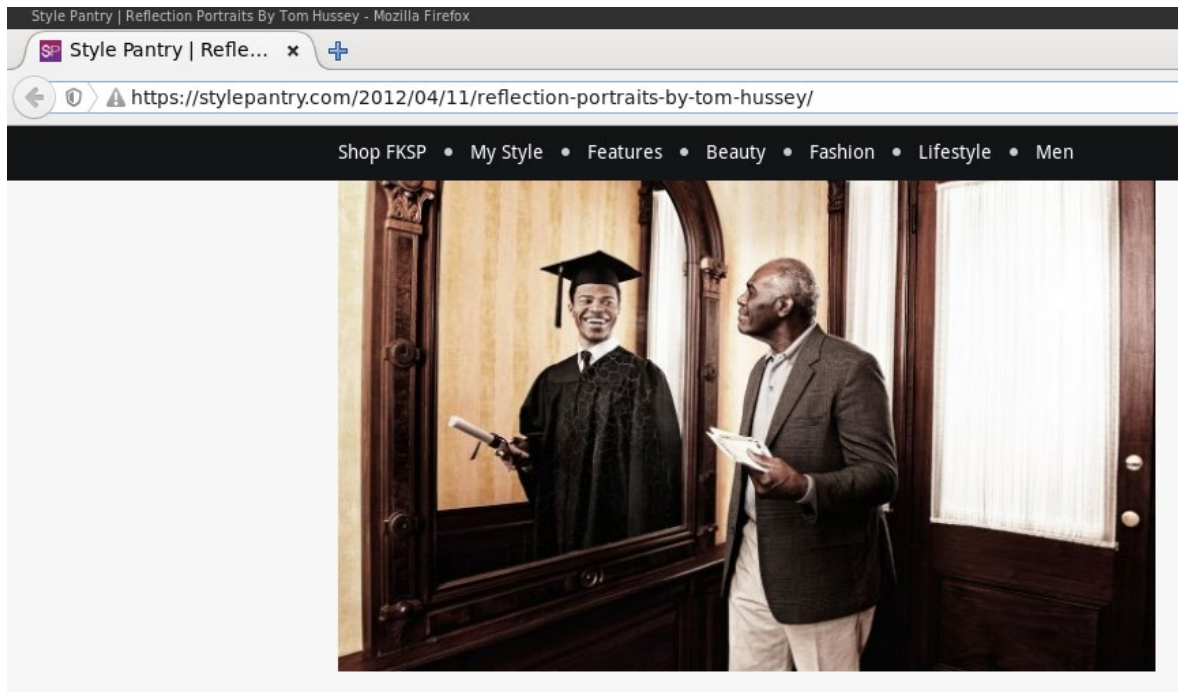 Style Pantry | Reflection Portraits By Tom Hussey - Mozilla Firefox
SP Style Pantry | Refle...
https://stylepantry.com/2012/04/11/reflection-portraits-by-tom-hussey/
Shop FKSP • My Style • Features • Beauty • Fashion • Lifestyle • Men